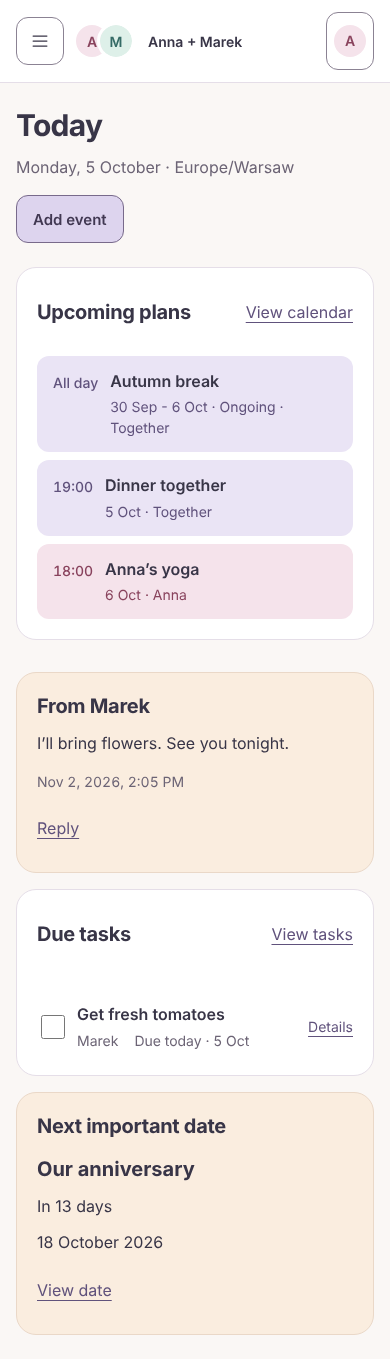 A M Anna + Marek A
Today
Monday, 5 October · Europe/Warsaw
Add event
Upcoming plans View calendar
All day Autumn break
30 Sep - 6 Oct · Ongoing ·
Together
19:00 Dinner together
5 Oct · Together
18:00 Anna's yoga
6 Oct · Anna
From Marek
I'll bring flowers. See you tonight.
Nov 2, 2026, 2:05 PM
Reply
Due tasks View tasks
Get fresh tomatoes
Marek Due today · 5 Oct Details
Next important date
Our anniversary
In 13 days
18 October 2026
View date